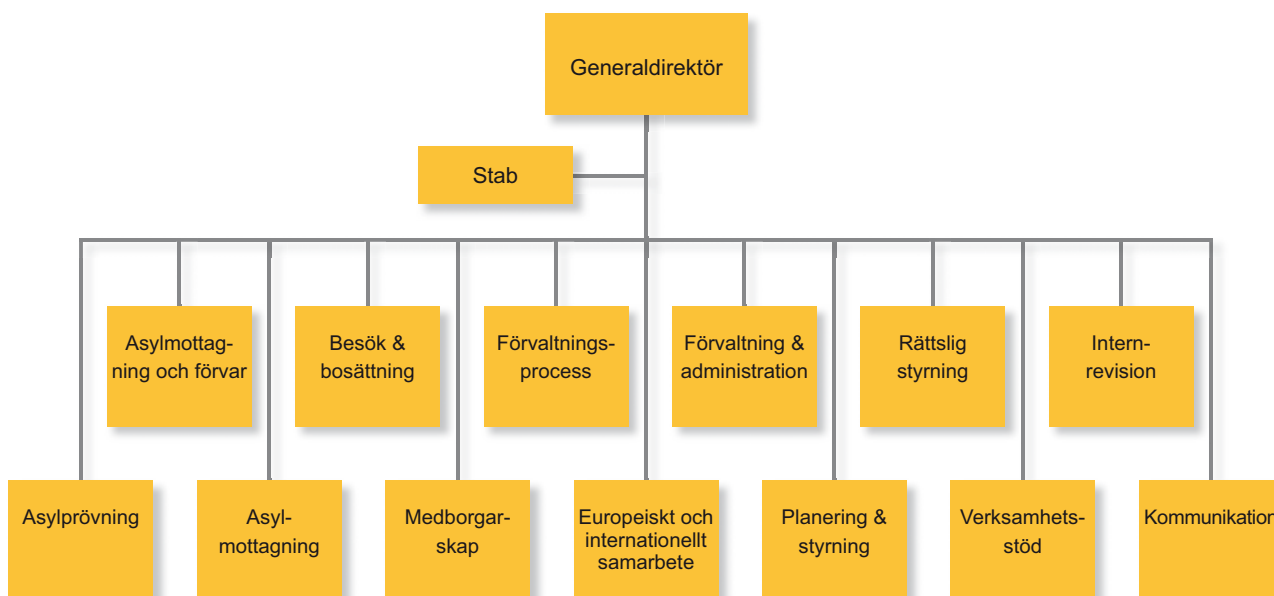 Generaldirektör
Stab
Asylmottag-
ning och förvar
Besök &
bosättning
Förvaltnings-
process
Förvaltning &
administration
Rättslig
styrning
Intern-
revision
Asylprövning
Asyl-
mottagning
Medborgar-
skap
Europeiskt och
internationellt
samarbete
Planering &
styrning
Verksamhets-
stöd
Kommunikation